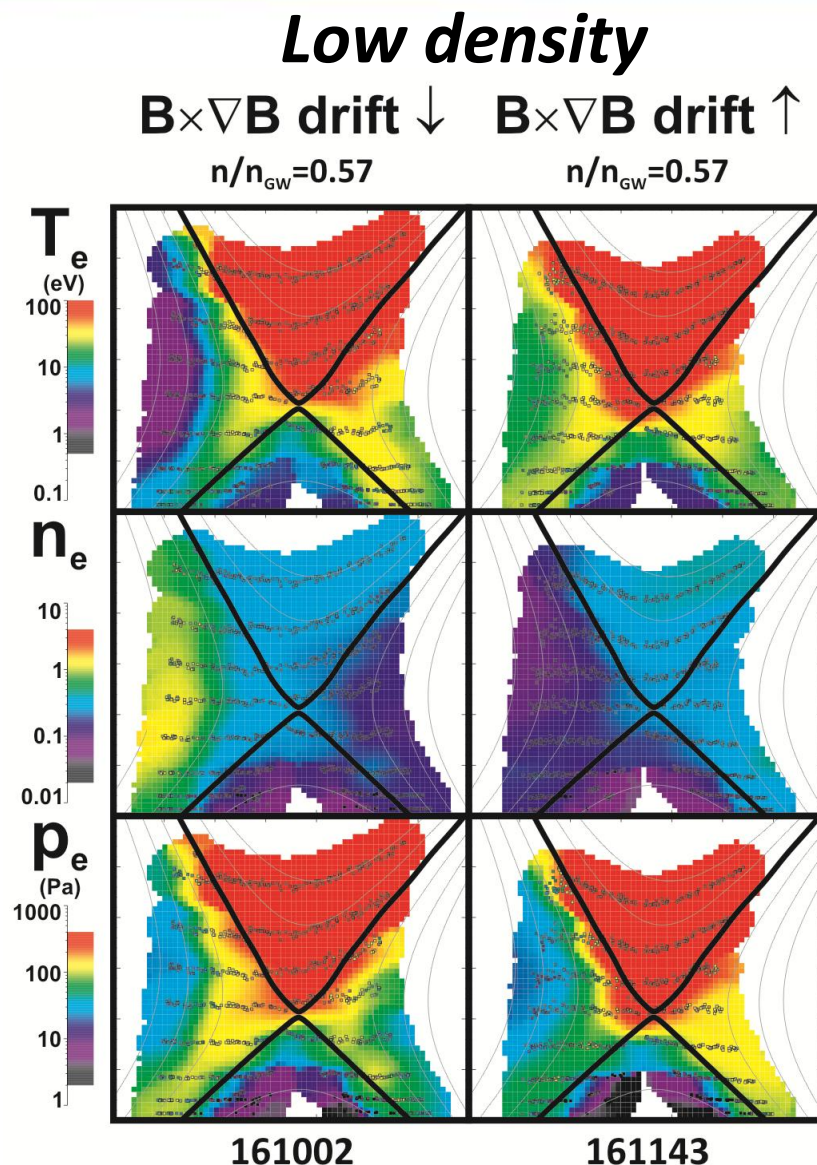 Low density
B×∇B drift ↓
B×∇B drift ↑
n/nGW=0.57
n/nGW=0.57
Te
(eV)
100
10
1
0.1
ne
10
1
0.1
0.01
pe
(Pa)
1000
100
10
1
161002
161143